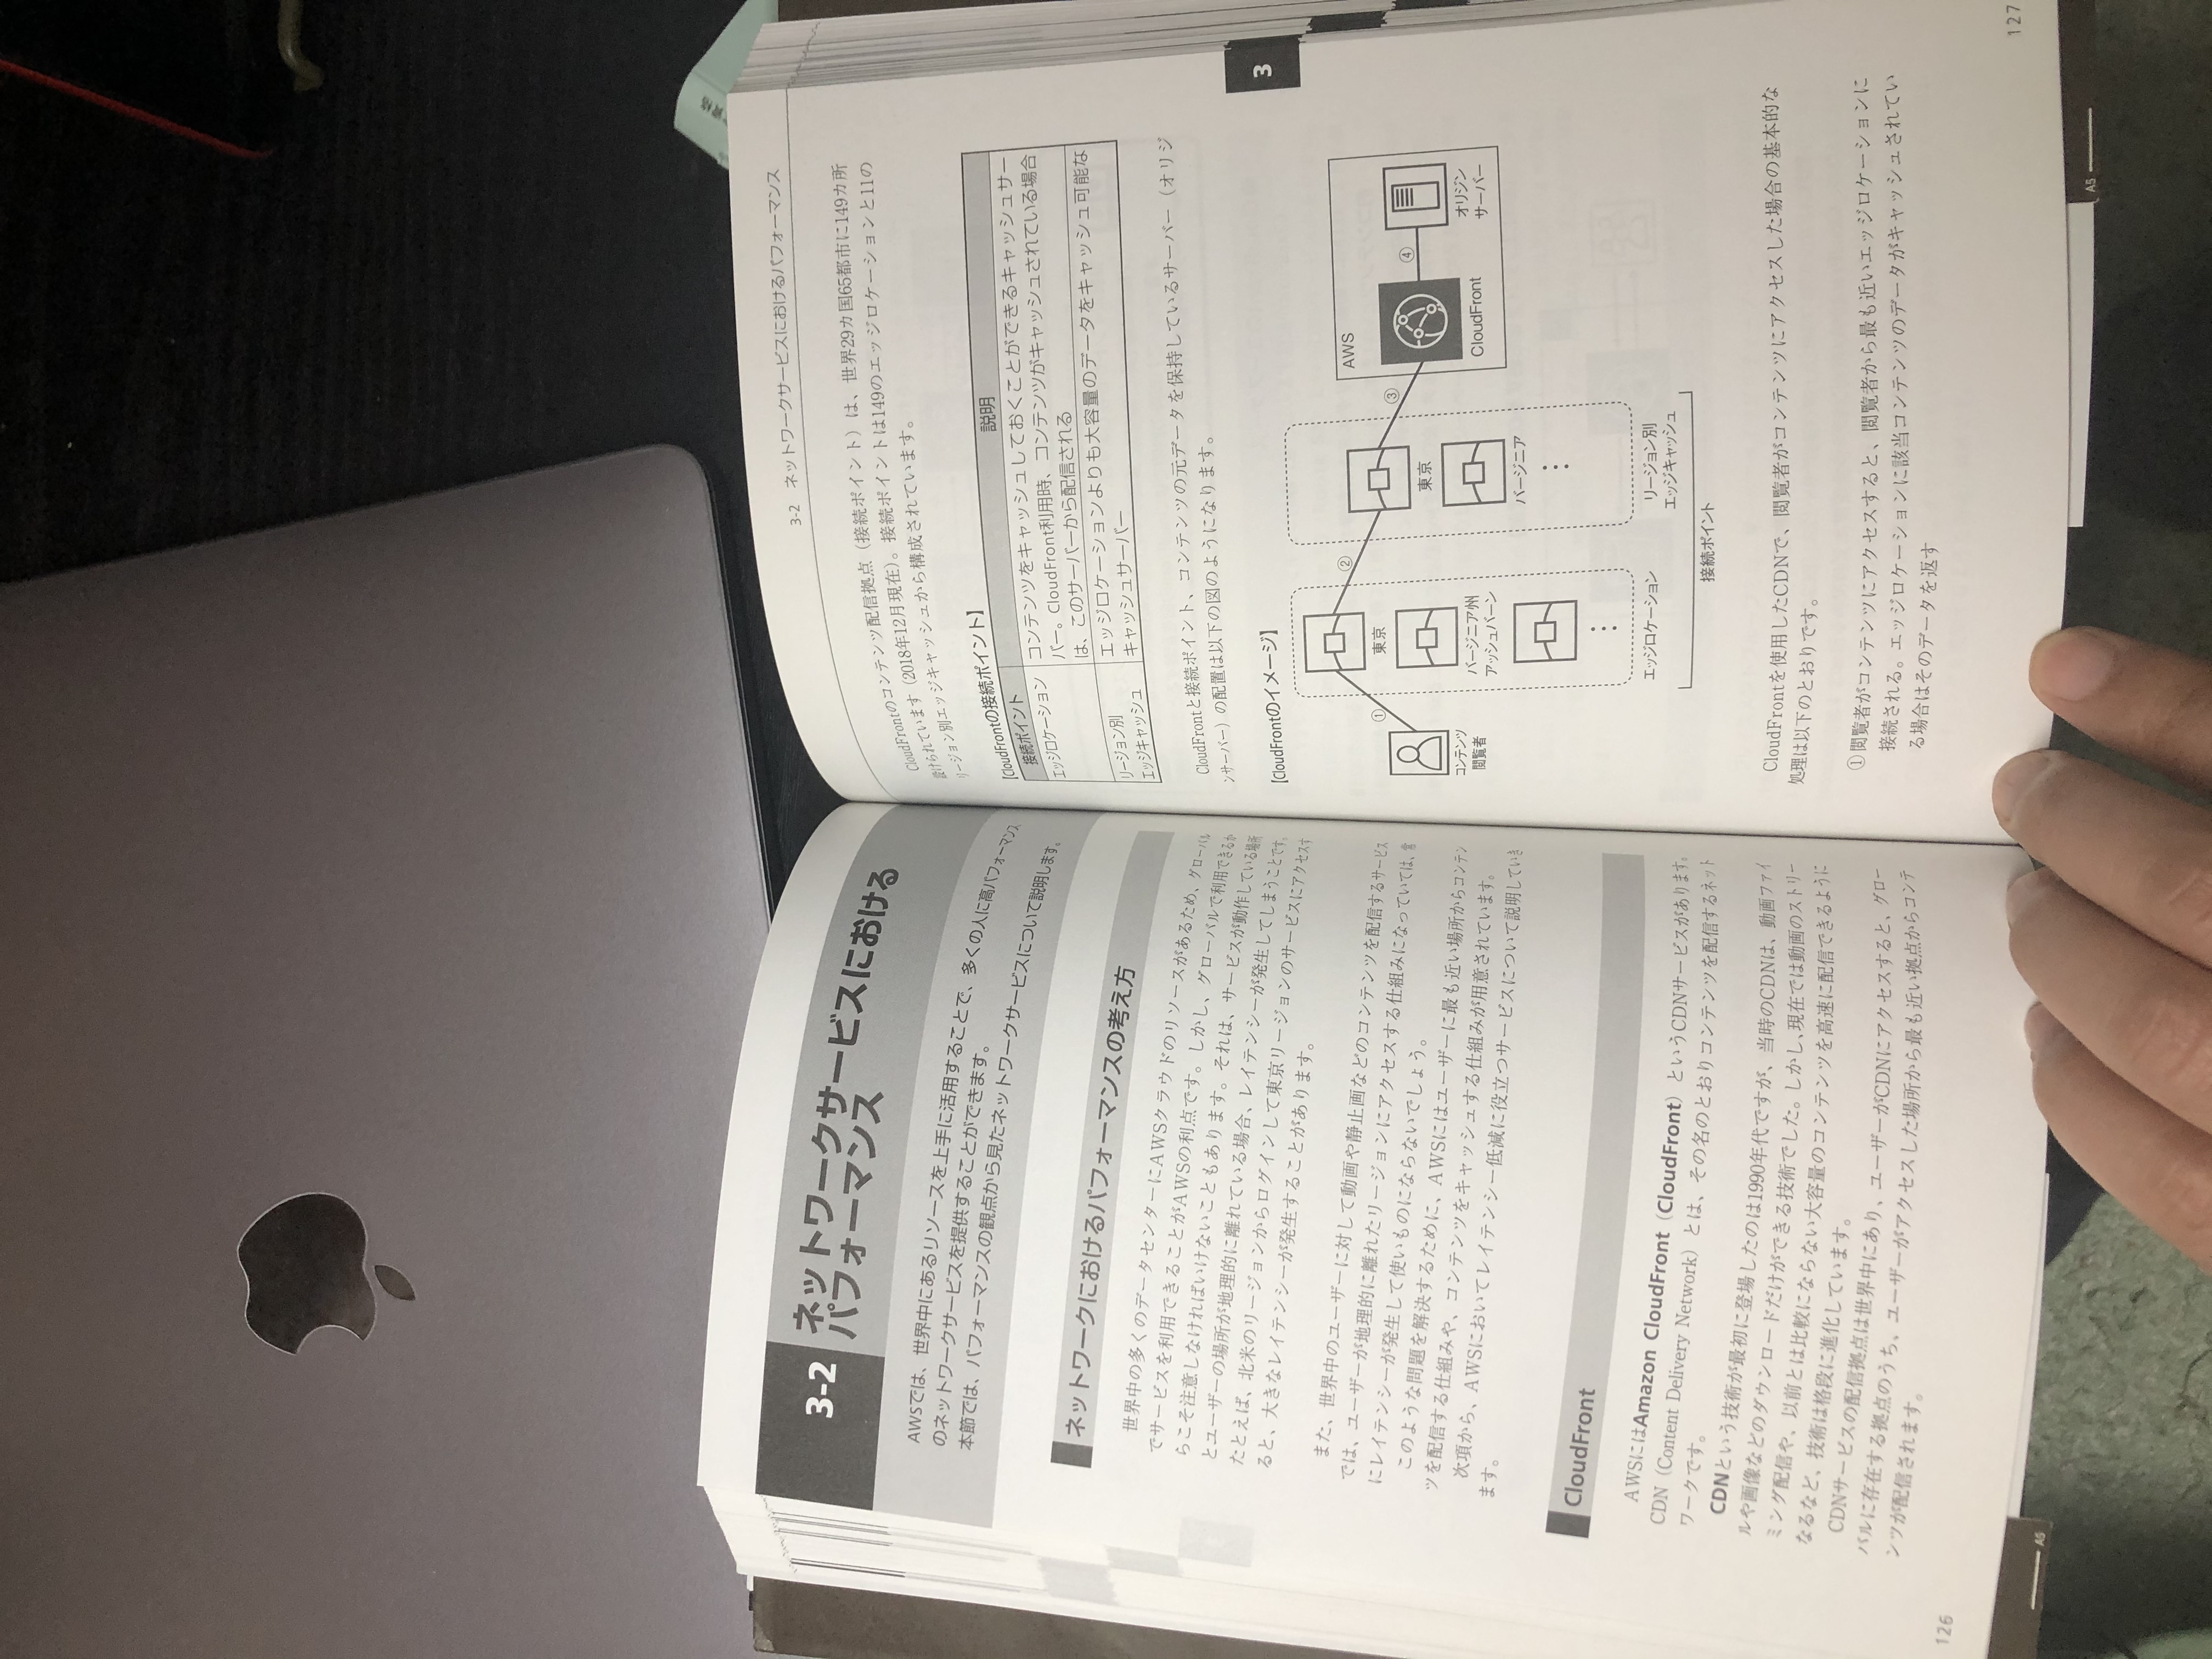 3-2
ネットワークサービスにおける
パフォーマンス
AWSでは、世界中にあるリソースを上手に活用することで、多くの人に高パフォーマンス
のネットワークサービスを提供することができます。
本節では、パフォーマンスの観点から見たネットワークサービスについて説明します。
ネットワークにおけるパフォーマンスの考え方
世界中の多くのデータセンターにAWSクラウドのリソースがあるため、グローバル
でサービスを利用できることがAWSの利点です。しかし、グローバルで利用できるか
らこそ注意しなければいけないこともあります。それは、サービスが動作している場所
とユーザーの場所が地理的に離れている場合、レイテンシーが発生してしまうことです。
たとえば、北米のリージョンからログインして東京リージョンのサービスにアクセスす
ると、大きなレイテンシーが発生することがあります。
また、世界中のユーザーに対して動画や静止画などのコンテンツを配信するサービス
では、ユーザーが地理的に離れたリージョンにアクセスする仕組みになっていては、常
にレイテンシーが発生して使いものにならないでしょう。
このような問題を解決するために、AWSにはユーザーに最も近い場所からコンテン
ツを配信する仕組みや、コンテンツをキャッシュする仕組みが用意されています。
次項から、AWSにおいてレイテンシー低減に役立つサービスについて説明していき
ます。
CloudFront
AWSにはAmazon CloudFront（CloudFront）というCDNサービスがあります。
CDN（Content Delivery Network）とは、その名のとおりコンテンツを配信するネット
ワークです。
CDNという技術が最初に登場したのは1990年代ですが、当時のCDNは、動画ファイ
ルや画像などのダウンロードだけができる技術でした。しかし、現在では動画のストリー
ミング配信や、以前とは比較にならない大容量のコンテンツを高速に配信できるように
なるなど、技術は格段に進化しています。
CDNサービスの配信拠点は世界中にあり、ユーザーがCDNにアクセスすると、グロー
バルに存在する拠点のうち、ユーザーがアクセスした場所から最も近い拠点からコンテ
ンツが配信されます。
126
A5
3-2 ネットワークサービスにおけるパフォーマンス
CloudFrontのコンテンツ配信拠点（接続ポイント）は、世界29カ国65都市に149カ所
設けられています（2018年12月現在）。接続ポイントは149のエッジロケーションと11の
リージョン別エッジキャッシュから構成されています。
【CloudFrontの接続ポイント】
接続ポイント 説明
エッジロケーション コンテンツをキャッシュしておくことができるキャッシュサー
バー。CloudFront利用時、コンテンツがキャッシュされている場合
は、このサーバーから配信される
リージョン別 エッジロケーションよりも大容量のデータをキャッシュ可能な
エッジキャッシュ キャッシュサーバー
CloudFrontと接続ポイント、コンテンツの元データを保持しているサーバー（オリジ
ンサーバー）の配置は以下の図のようになります。
3
【CloudFrontのイメージ】
①
②
③
④
コンテンツ
閲覧者
東京
バージニア州
アッシュバーン
エッジロケーション
東京
バージニア
リージョン別
エッジキャッシュ
接続ポイント
AWS
CloudFront
オリジン
サーバー
CloudFrontを使用したCDNで、閲覧者がコンテンツにアクセスした場合の基本的な
処理は以下のとおりです。
①閲覧者がコンテンツにアクセスすると、閲覧者から最も近いエッジロケーションに
接続される。エッジロケーションに該当コンテンツのデータがキャッシュされてい
る場合はそのデータを返す
127
A5
資格